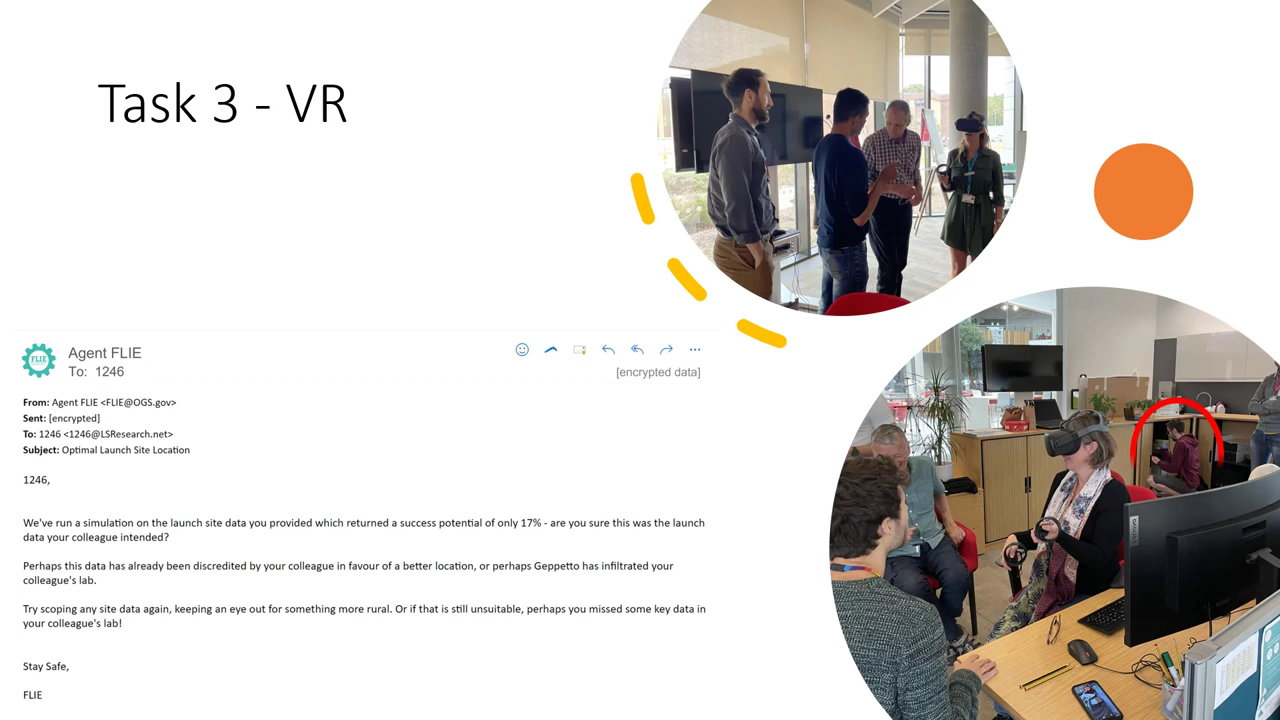 Task 3 - VR
FLIE
Agent FLIE
To: 1246
[encrypted data]
From: Agent FLIE <FLIE@OGS.gov>
Sent: [encrypted]
To: 1246 <1246@LSResearch.net>
Subject: Optimal Launch Site Location
1246,
We've run a simulation on the launch site data you provided which returned a success potential of only 17% - are you sure this was the launch
data your colleague intended?
Perhaps this data has already been discredited by your colleague in favour of a better location, or perhaps Geppetto has infiltrated your
colleague's lab.
Try scoping any site data again, keeping an eye out for something more rural. Or if that is still unsuitable, perhaps you missed some key data in
your colleague's lab!
Stay Safe,
FLIE